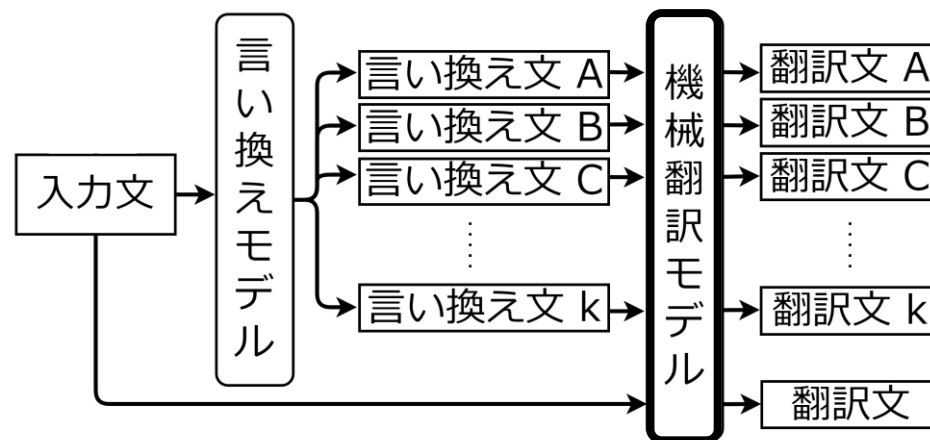 入力文
言い換えモデル
言い換え文 A
言い換え文 B
言い換え文 C
言い換え文 k
機械翻訳モデル
翻訳文 A
翻訳文 B
翻訳文 C
翻訳文 k
翻訳文